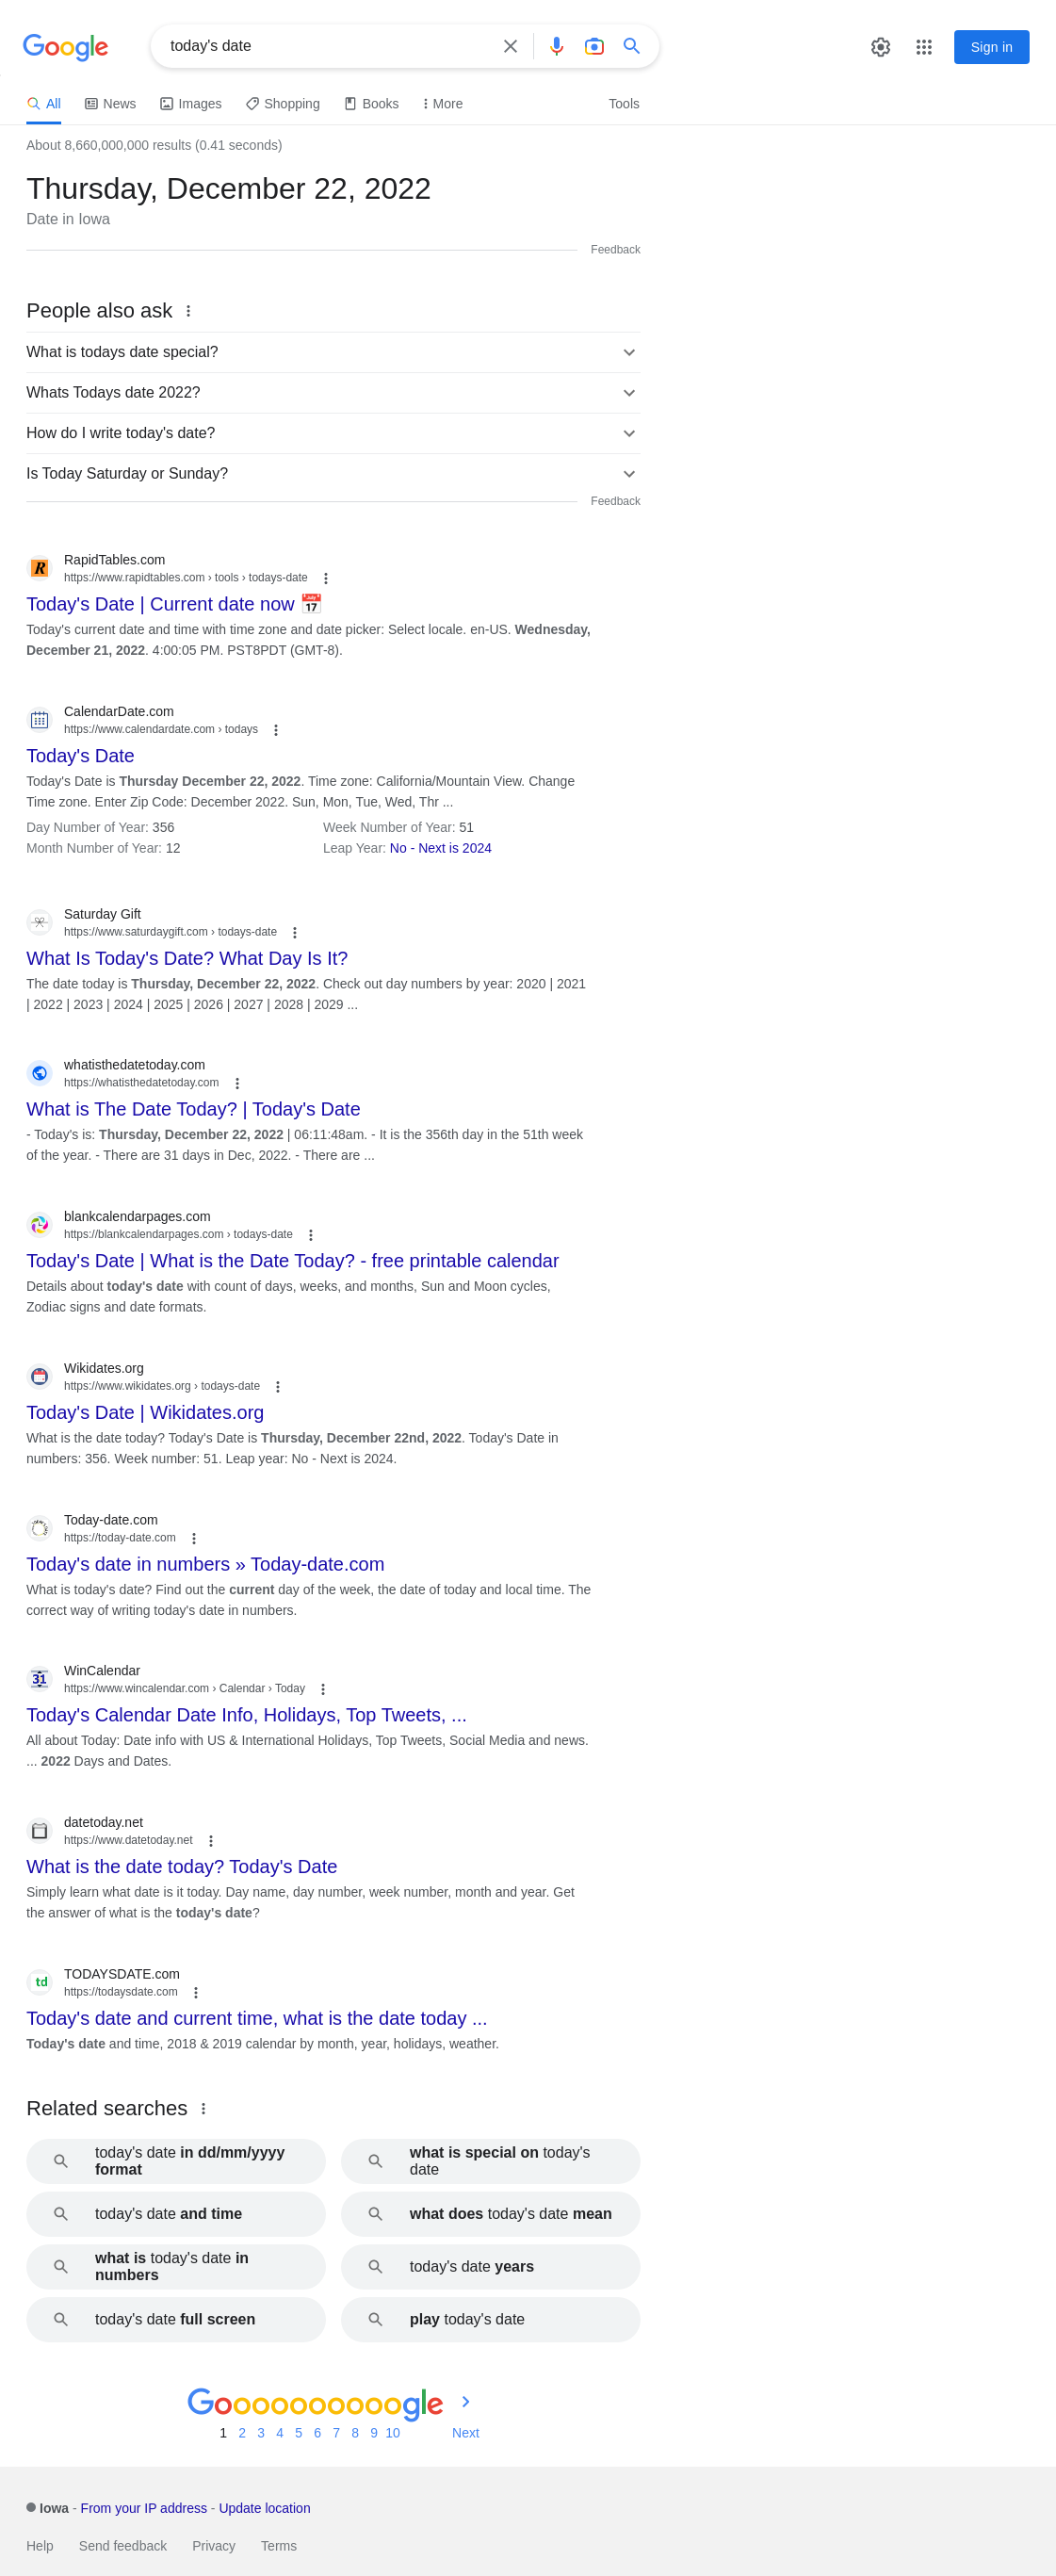 Google
today's date
Sign in
All
News
Images
Shopping
Books
More
Tools
About 8,660,000,000 results (0.41 seconds)
Thursday, December 22, 2022
Date in Iowa
Feedback
People also ask
What is todays date special?
Whats Todays date 2022?
How do I write today's date?
Is Today Saturday or Sunday?
Feedback
R
RapidTables.com
https://www.rapidtables.com › tools › todays-date
Today's Date | Current date now 📅
Today's current date and time with time zone and date picker: Select locale. en-US. Wednesday,
December 21, 2022. 4:00:05 PM. PST8PDT (GMT-8).
CalendarDate.com
https://www.calendardate.com › todays
Today's Date
Today's Date is Thursday December 22, 2022. Time zone: California/Mountain View. Change
Time zone. Enter Zip Code: December 2022. Sun, Mon, Tue, Wed, Thr ...
Day Number of Year: 356
Week Number of Year: 51
Month Number of Year: 12
Leap Year: No - Next is 2024
Saturday Gift
https://www.saturdaygift.com › todays-date
What Is Today's Date? What Day Is It?
The date today is Thursday, December 22, 2022. Check out day numbers by year: 2020 | 2021
| 2022 | 2023 | 2024 | 2025 | 2026 | 2027 | 2028 | 2029 ...
whatisthedatetoday.com
https://whatisthedatetoday.com
What is The Date Today? | Today's Date
- Today's is: Thursday, December 22, 2022 | 06:11:48am. - It is the 356th day in the 51th week
of the year. - There are 31 days in Dec, 2022. - There are ...
blankcalendarpages.com
https://blankcalendarpages.com › todays-date
Today's Date | What is the Date Today? - free printable calendar
Details about today's date with count of days, weeks, and months, Sun and Moon cycles,
Zodiac signs and date formats.
Wikidates.org
https://www.wikidates.org › todays-date
Today's Date | Wikidates.org
What is the date today? Today's Date is Thursday, December 22nd, 2022. Today's Date in
numbers: 356. Week number: 51. Leap year: No - Next is 2024.
Today-date.com
https://today-date.com
Today's date in numbers » Today-date.com
What is today's date? Find out the current day of the week, the date of today and local time. The
correct way of writing today's date in numbers.
31
WinCalendar
https://www.wincalendar.com › Calendar › Today
Today's Calendar Date Info, Holidays, Top Tweets, ...
All about Today: Date info with US & International Holidays, Top Tweets, Social Media and news.
... 2022 Days and Dates.
datetoday.net
https://www.datetoday.net
What is the date today? Today's Date
Simply learn what date is it today. Day name, day number, week number, month and year. Get
the answer of what is the today's date?
td
TODAYSDATE.com
https://todaysdate.com
Today's date and current time, what is the date today ...
Today's date and time, 2018 & 2019 calendar by month, year, holidays, weather.
Related searches
today's date in dd/mm/yyyy
format
what is special on today's
date
today's date and time
what does today's date mean
what is today's date in
numbers
today's date years
today's date full screen
play today's date
Goooooooooogle
1 2 3 4 5 6 7 8 9 10 Next
Iowa - From your IP address - Update location
Help Send feedback Privacy Terms